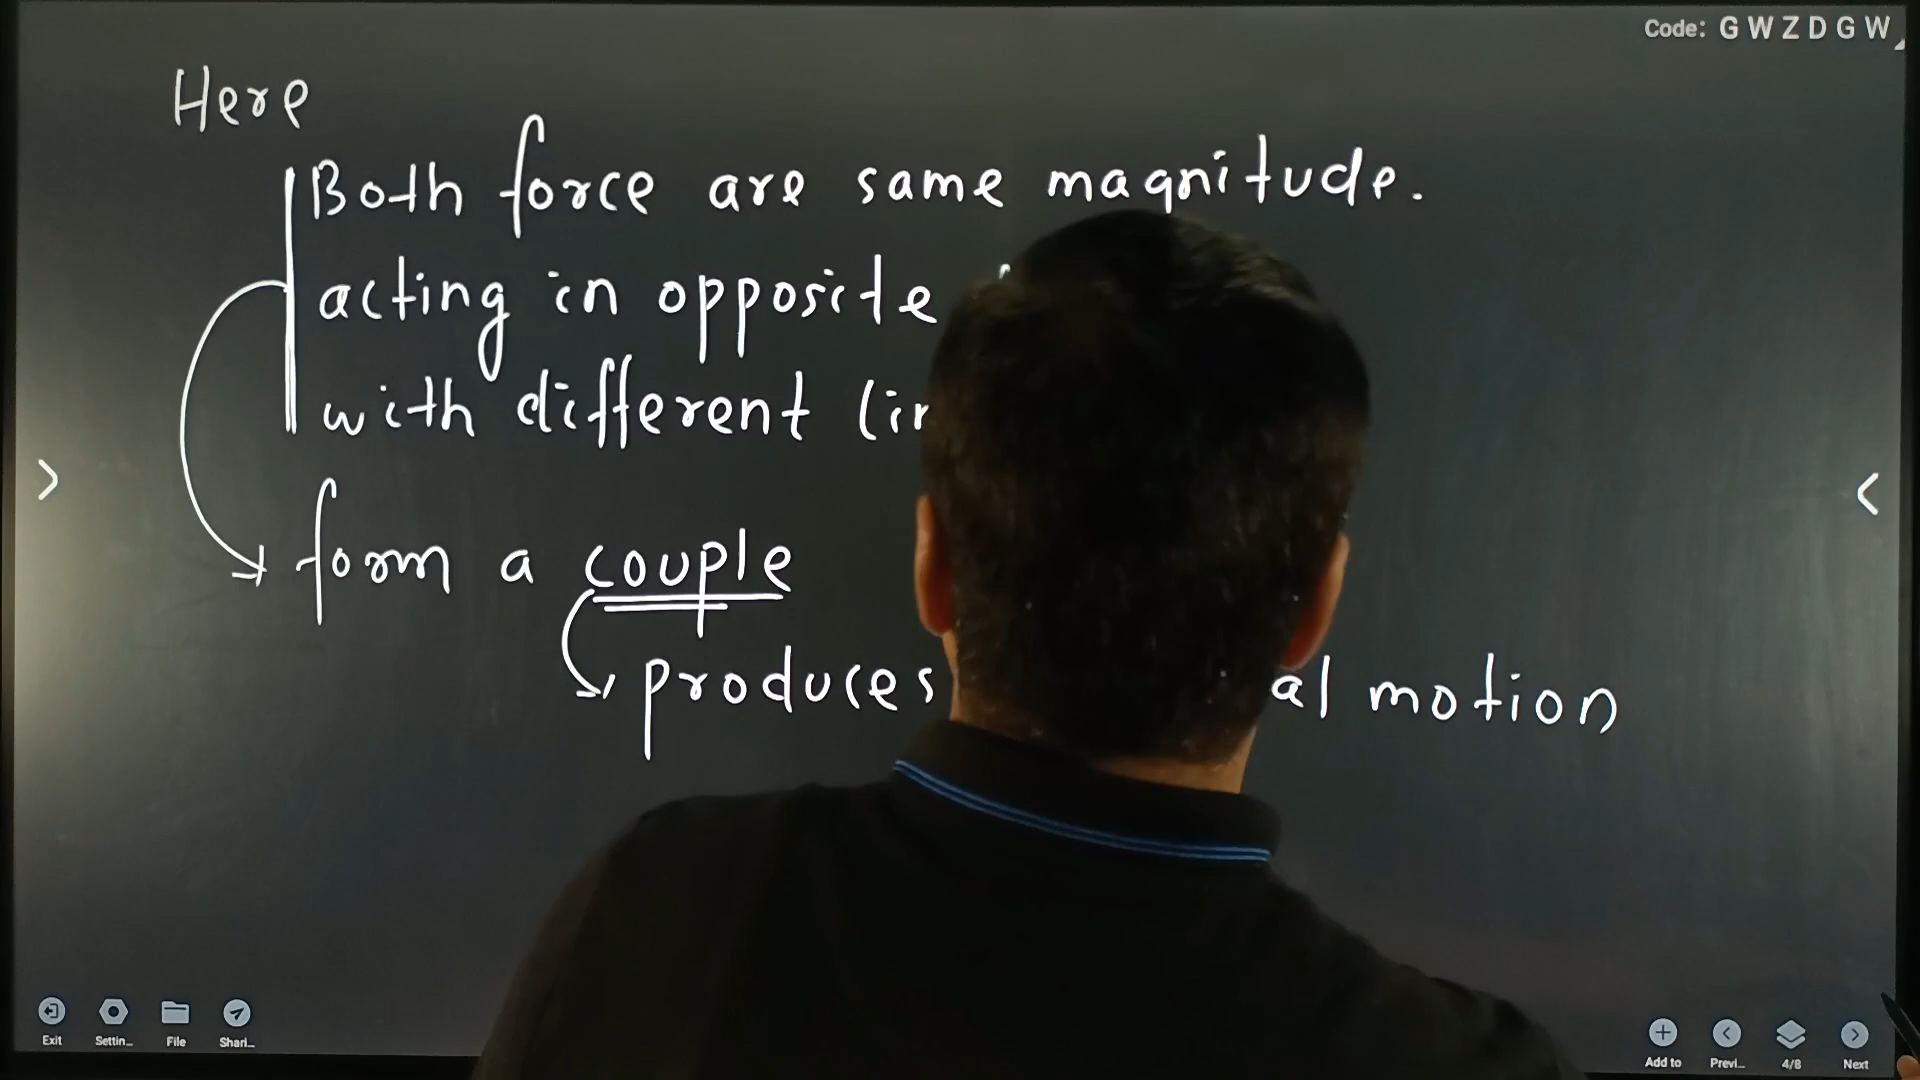 Code: GWZDGW
Here
Both force are same magnitude.
acting in opposite
with different
form a couple
produces motion
Exit Settin… File Shari…
Add to Previ… 4/8 Next